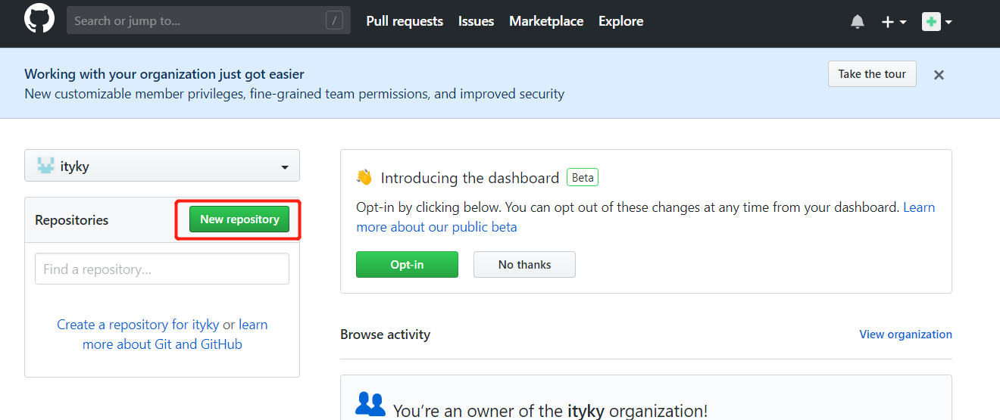 Search or jump to...
/
Pull requests
Issues
Marketplace
Explore
Working with your organization just got easier
New customizable member privileges, fine-grained team permissions, and improved security
Take the tour
ityky
Repositories
New repository
Find a repository...
Create a repository for ityky or learn
more about Git and GitHub
Introducing the dashboard
Beta
Opt-in by clicking below. You can opt out of these changes at any time from your dashboard. Learn
more about our public beta
Opt-in
No thanks
Browse activity
View organization
You’re an owner of the ityky organization!